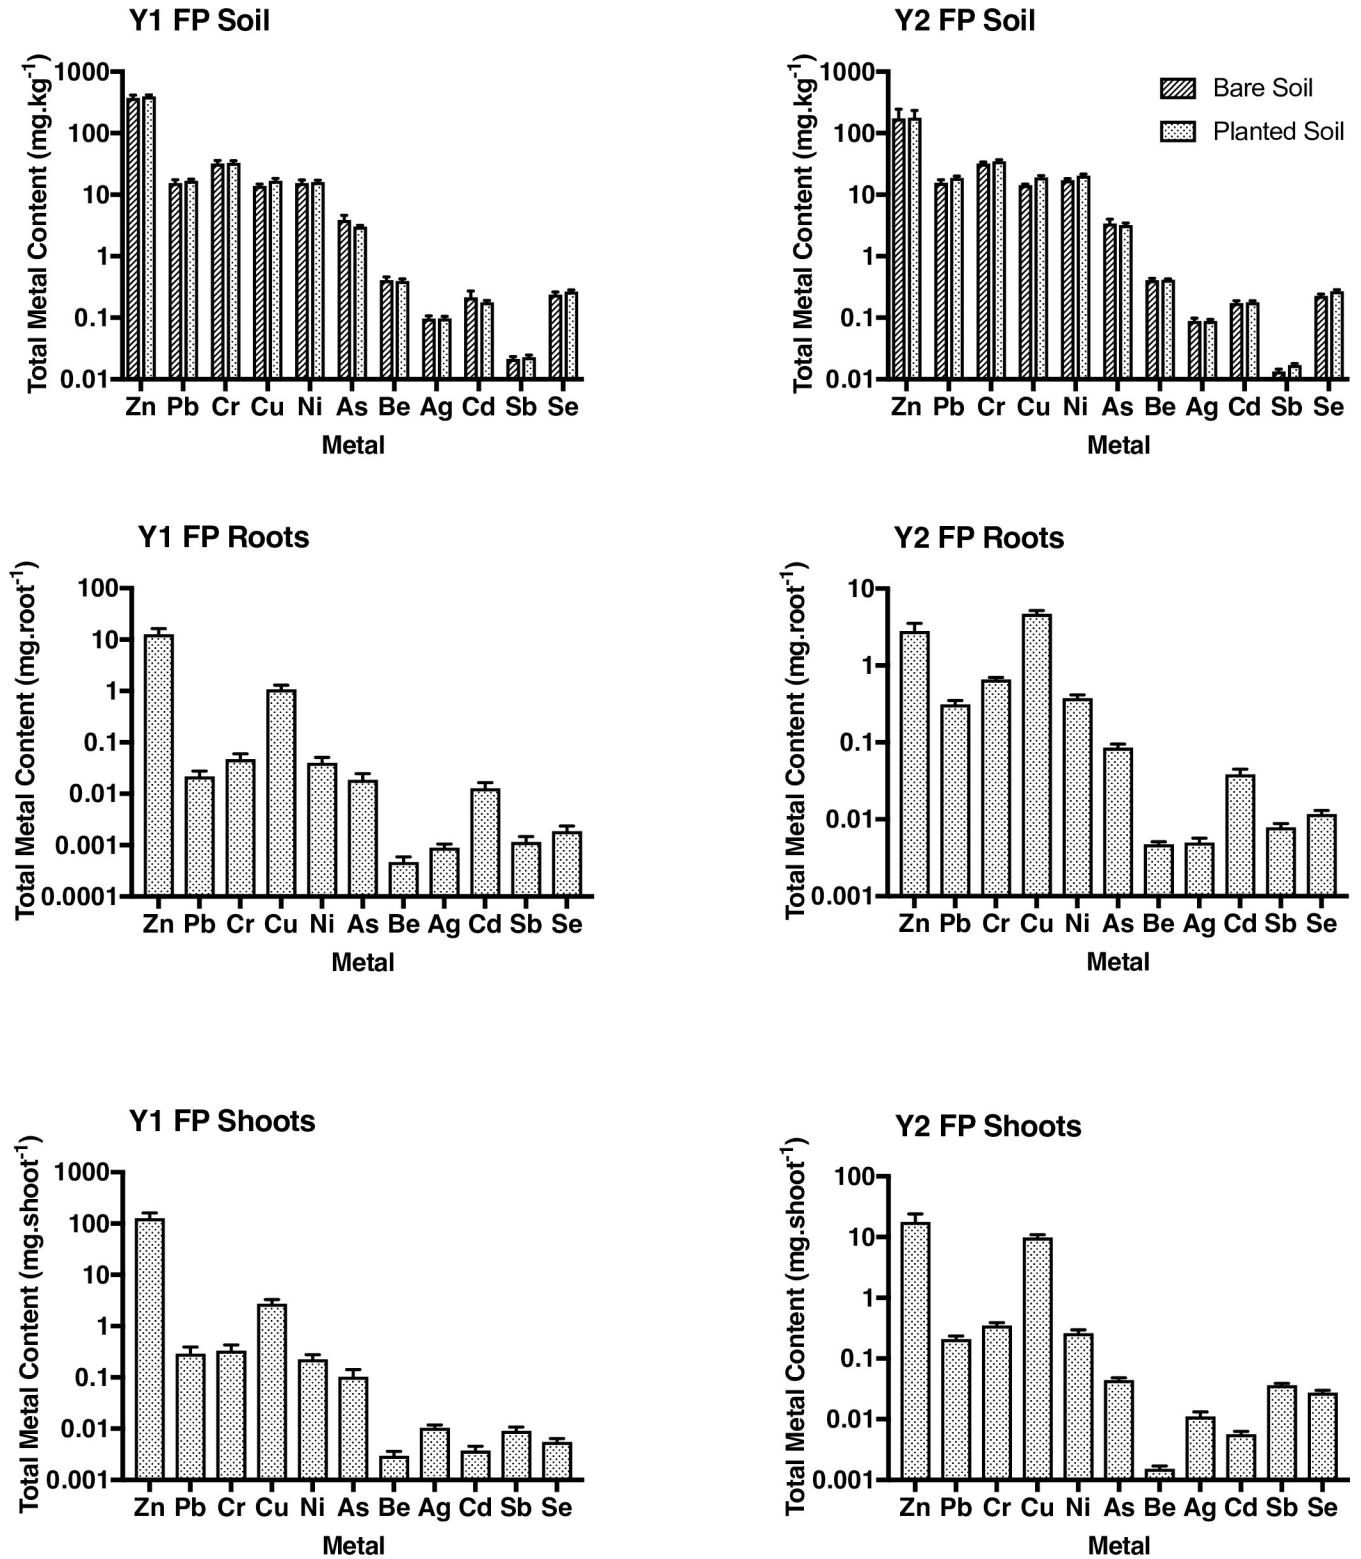 Y1 FP Soil
Total Metal Content (mg.kg-1)
1000
100
10
1
0.1
0.01
Zn Pb Cr Cu Ni As Be Ag Cd Sb Se
Metal
Y2 FP Soil
Total Metal Content (mg.kg-1)
1000
100
10
1
0.1
0.01
Zn Pb Cr Cu Ni As Be Ag Cd Sb Se
Metal
Bare Soil
Planted Soil
Y1 FP Roots
Total Metal Content (mg.root-1)
100
10
1
0.1
0.01
0.001
0.0001
Zn Pb Cr Cu Ni As Be Ag Cd Sb Se
Metal
Y2 FP Roots
Total Metal Content (mg.root-1)
10
1
0.1
0.01
0.001
Zn Pb Cr Cu Ni As Be Ag Cd Sb Se
Metal
Y1 FP Shoots
Total Metal Content (mg.shoot-1)
1000
100
10
1
0.1
0.01
0.001
Zn Pb Cr Cu Ni As Be Ag Cd Sb Se
Metal
Y2 FP Shoots
Total Metal Content (mg.shoot-1)
100
10
1
0.1
0.01
0.001
Zn Pb Cr Cu Ni As Be Ag Cd Sb Se
Metal